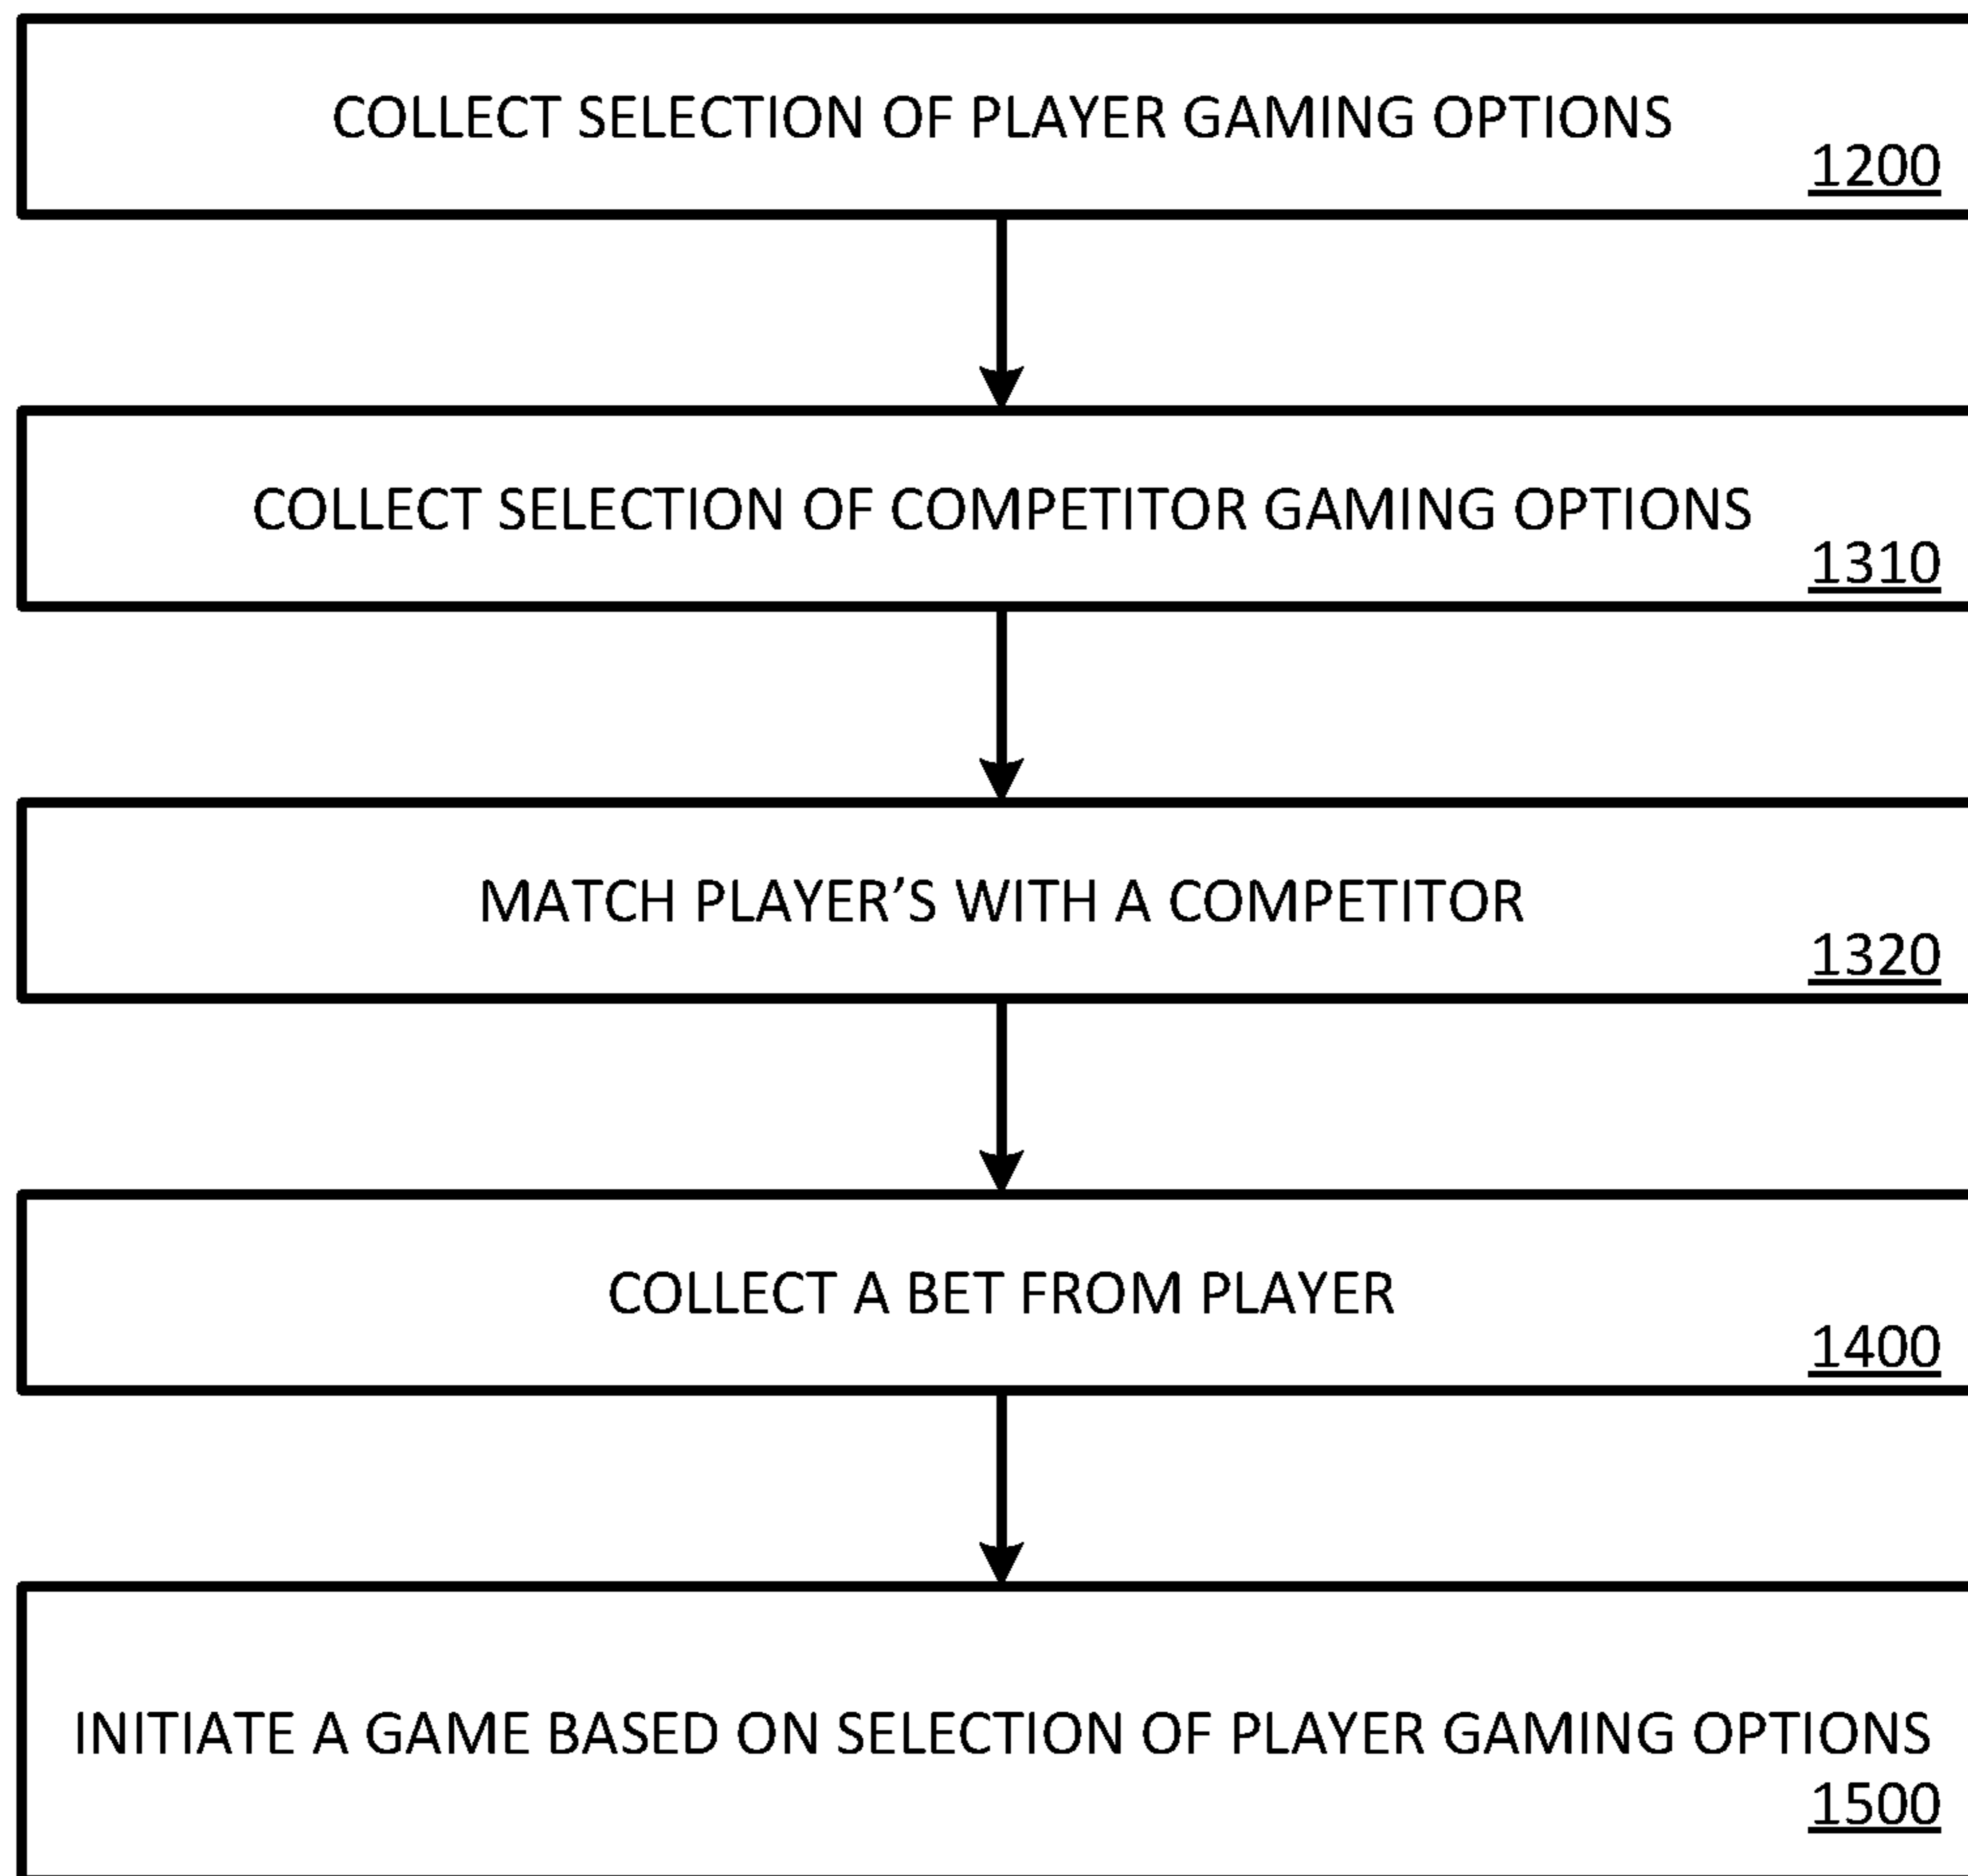 COLLECT SELECTION OF PLAYER GAMING OPTIONS
1200
COLLECT SELECTION OF COMPETITOR GAMING OPTIONS
1310
MATCH PLAYER’S WITH A COMPETITOR
1320
COLLECT A BET FROM PLAYER
1400
INITIATE A GAME BASED ON SELECTION OF PLAYER GAMING OPTIONS
1500